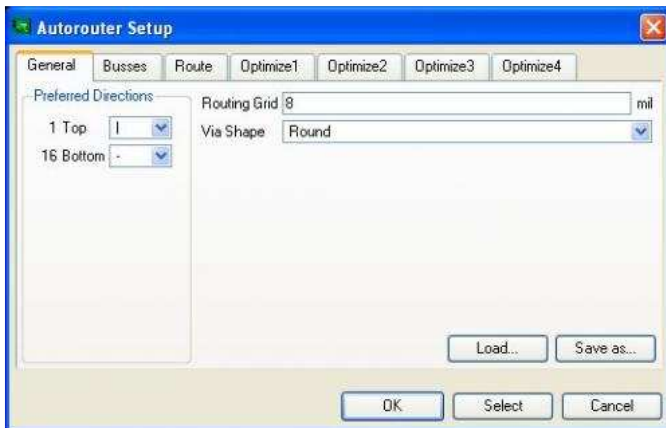 Autorouter Setup
General Busses Route Optimize1 Optimize2 Optimize3 Optimize4
Preferred Directions
1 Top |
16 Bottom -
Routing Grid 8 mil
Via Shape Round
Load... Save as...
OK Select Cancel